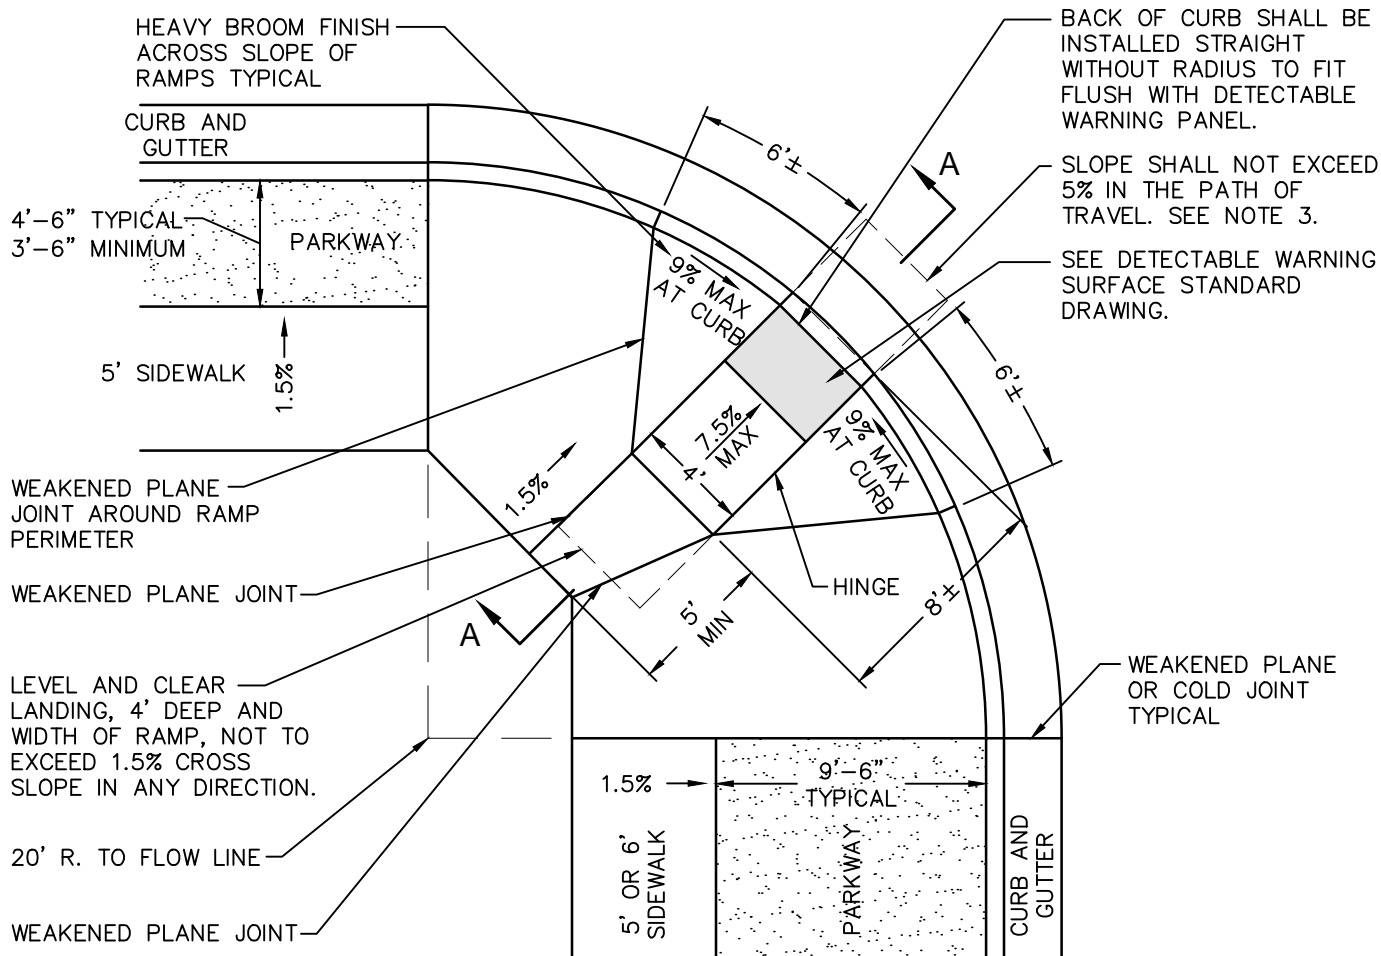 HEAVY BROOM FINISH
ACROSS SLOPE OF
RAMPS TYPICAL
BACK OF CURB SHALL BE
INSTALLED STRAIGHT
WITHOUT RADIUS TO FIT
FLUSH WITH DETECTABLE
WARNING PANEL.
CURB AND
GUTTER
6'±
A
SLOPE SHALL NOT EXCEED
5% IN THE PATH OF
TRAVEL. SEE NOTE 3.
4'-6" TYPICAL
3'-6" MINIMUM
PARKWAY
9% MAX
AT CURB
SEE DETECTABLE WARNING
SURFACE STANDARD
DRAWING.
5' SIDEWALK
1.5%
6'±
7.5%
MAX
4'
9% MAX
AT CURB
1.5%
WEAKENED PLANE
JOINT AROUND RAMP
PERIMETER
WEAKENED PLANE JOINT
HINGE
8'±
5'
MIN
A
LEVEL AND CLEAR
LANDING, 4' DEEP AND
WIDTH OF RAMP, NOT TO
EXCEED 1.5% CROSS
SLOPE IN ANY DIRECTION.
WEAKENED PLANE
OR COLD JOINT
TYPICAL
1.5%
9'-6"
TYPICAL
20' R. TO FLOW LINE
5' OR 6'
SIDEWALK
PARKWAY
CURB AND
GUTTER
WEAKENED PLANE JOINT